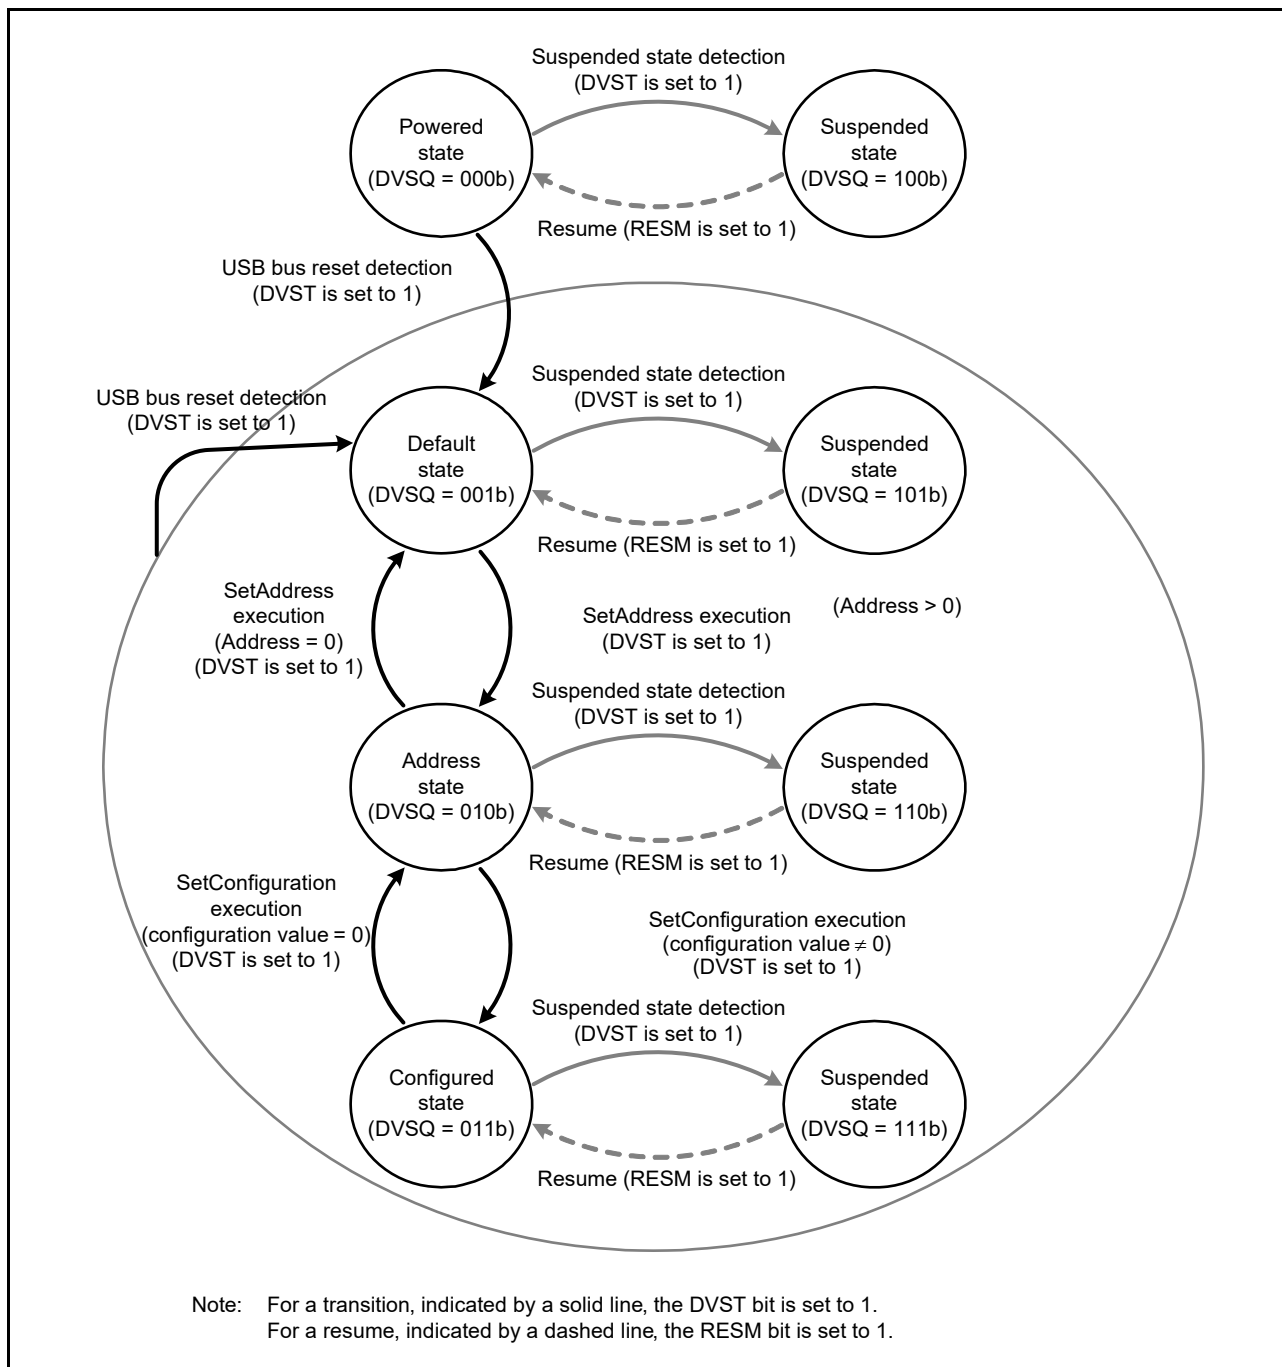 Suspended state detection
(DVST is set to 1)
Powered
state
(DVSQ = 000b)
Suspended
state
(DVSQ = 100b)
Resume (RESM is set to 1)
USB bus reset detection
(DVST is set to 1)
USB bus reset detection
(DVST is set to 1)
Suspended state detection
(DVST is set to 1)
Default
state
(DVSQ = 001b)
Suspended
state
(DVSQ = 101b)
Resume (RESM is set to 1)
SetAddress
execution
(Address = 0)
(DVST is set to 1)
SetAddress execution
(DVST is set to 1)
(Address > 0)
Suspended state detection
(DVST is set to 1)
Address
state
(DVSQ = 010b)
Suspended
state
(DVSQ = 110b)
Resume (RESM is set to 1)
SetConfiguration
execution
(configuration value = 0)
(DVST is set to 1)
SetConfiguration execution
(configuration value ≠ 0)
(DVST is set to 1)
Suspended state detection
(DVST is set to 1)
Configured
state
(DVSQ = 011b)
Suspended
state
(DVSQ = 111b)
Resume (RESM is set to 1)
Note: For a transition, indicated by a solid line, the DVST bit is set to 1.
For a resume, indicated by a dashed line, the RESM bit is set to 1.